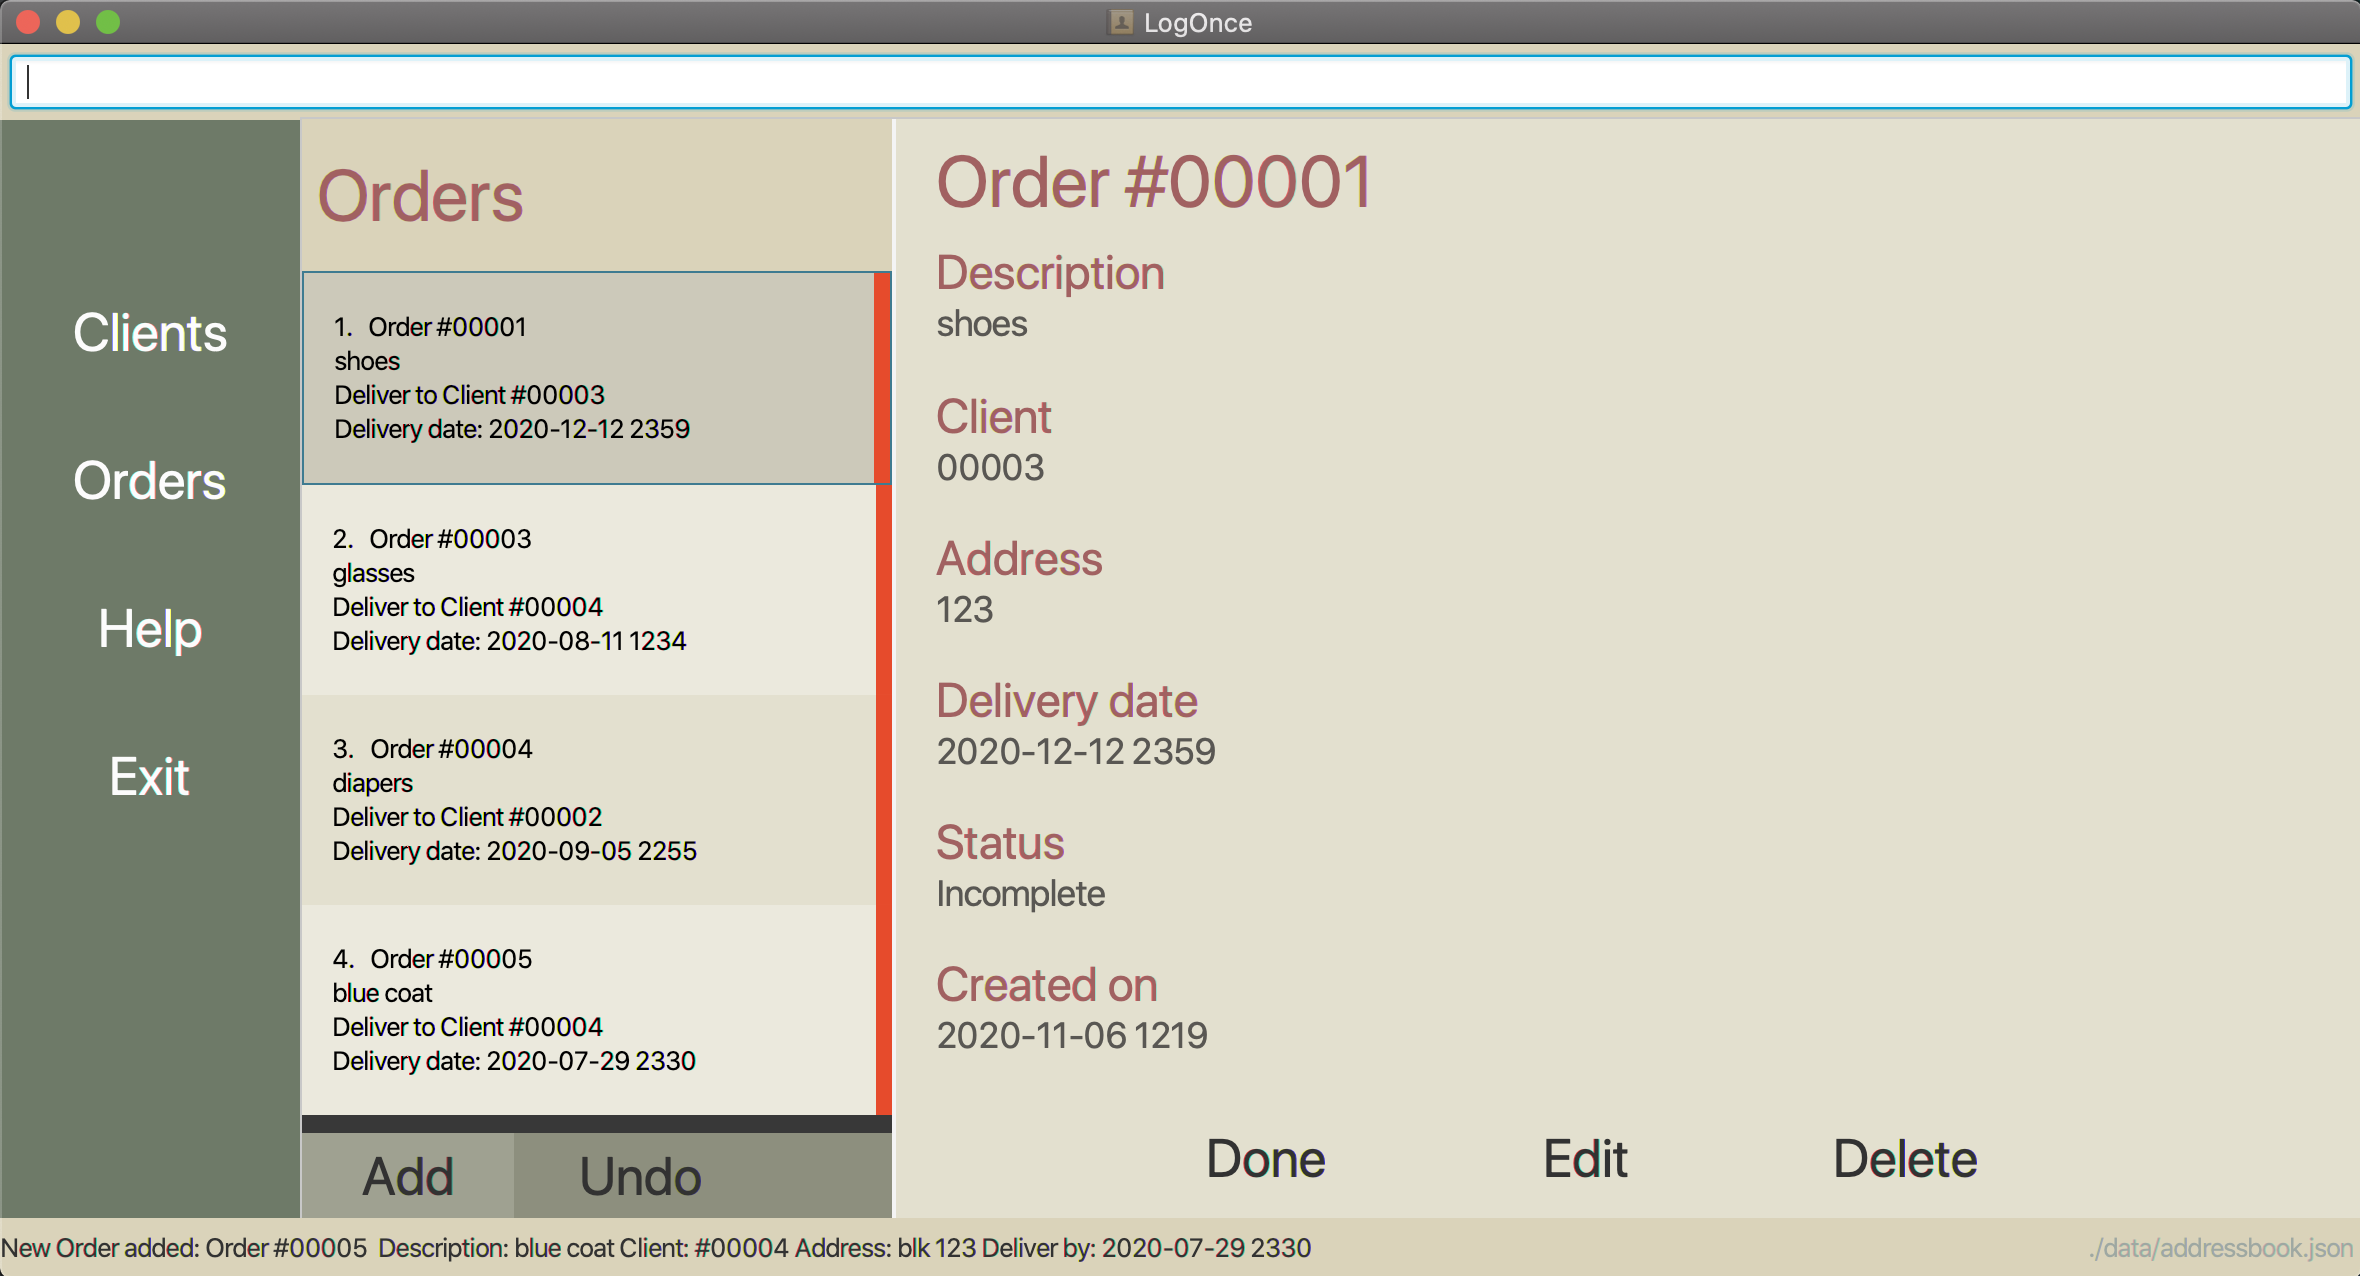 LogOnce
Clients
Orders
Help
Exit
Orders
1. Order #00001
shoes
Deliver to Client #00003
Delivery date: 2020-12-12 2359
2. Order #00003
glasses
Deliver to Client #00004
Delivery date: 2020-08-11 1234
3. Order #00004
diapers
Deliver to Client #00002
Delivery date: 2020-09-05 2255
4. Order #00005
blue coat
Deliver to Client #00004
Delivery date: 2020-07-29 2330
Add Undo
Order #00001
Description
shoes
Client
00003
Address
123
Delivery date
2020-12-12 2359
Status
Incomplete
Created on
2020-11-06 1219
Done Edit Delete
New Order added: Order #00005 Description: blue coat Client: #00004 Address: blk 123 Deliver by: 2020-07-29 2330
./data/addressbook.json